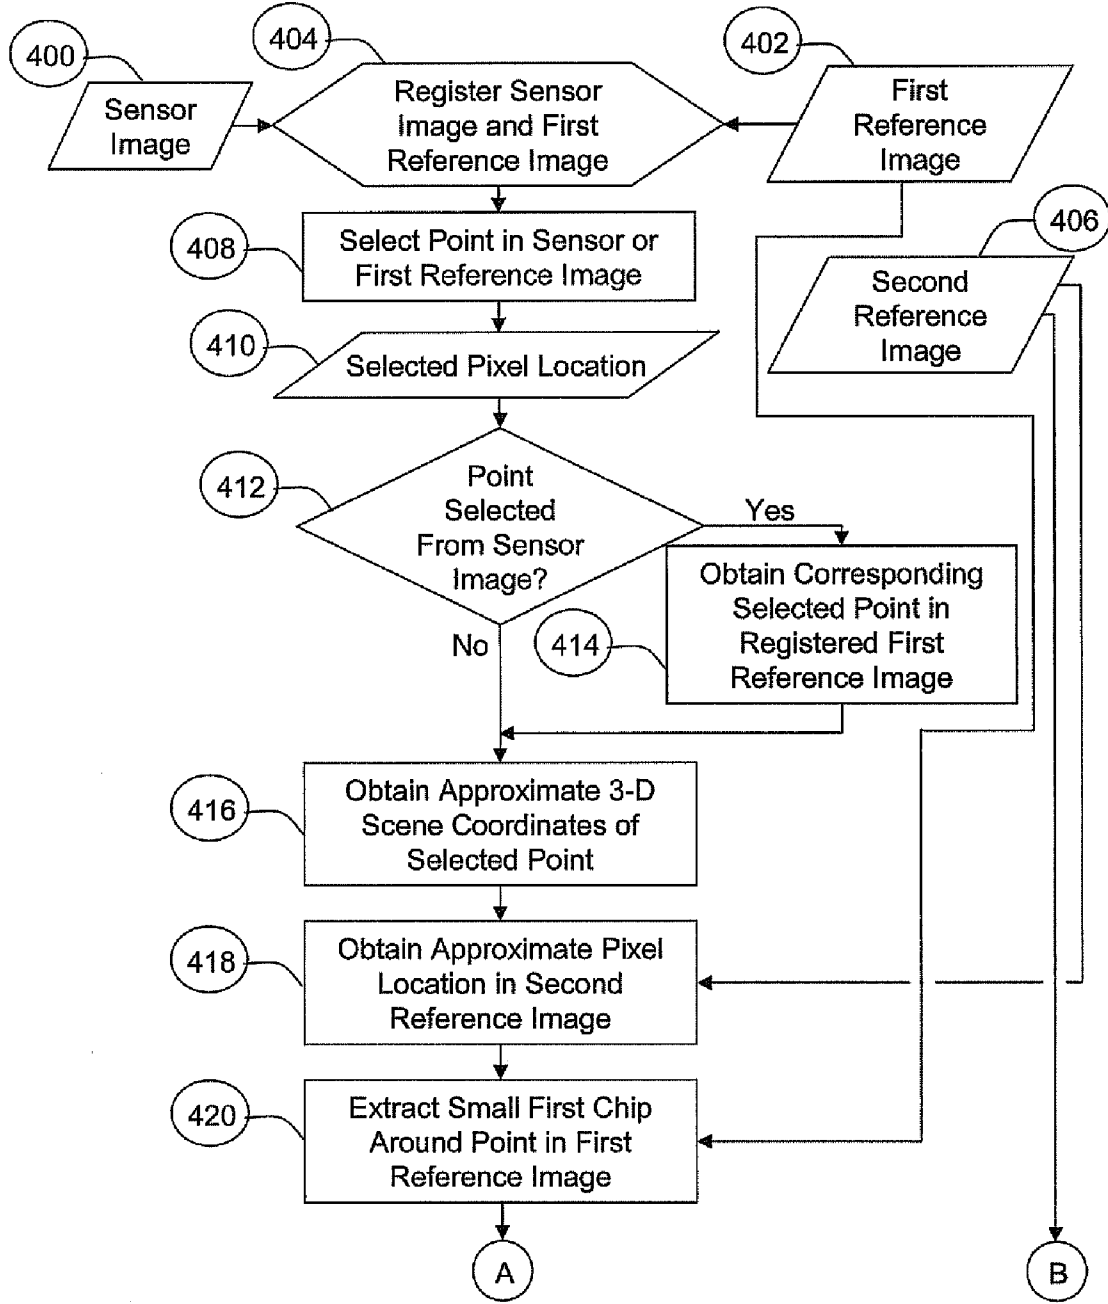 400
404
402
Sensor
Image
Register Sensor
Image and First
Reference Image
First
Reference
Image
408
Select Point in Sensor or
First Reference Image
406
Second
Reference
Image
410
Selected Pixel Location
412
Point
Selected
From Sensor
Image?
Yes
No
414
Obtain Corresponding
Selected Point in
Registered First
Reference Image
416
Obtain Approximate 3-D
Scene Coordinates of
Selected Point
418
Obtain Approximate Pixel
Location in Second
Reference Image
420
Extract Small First Chip
Around Point in First
Reference Image
A
B